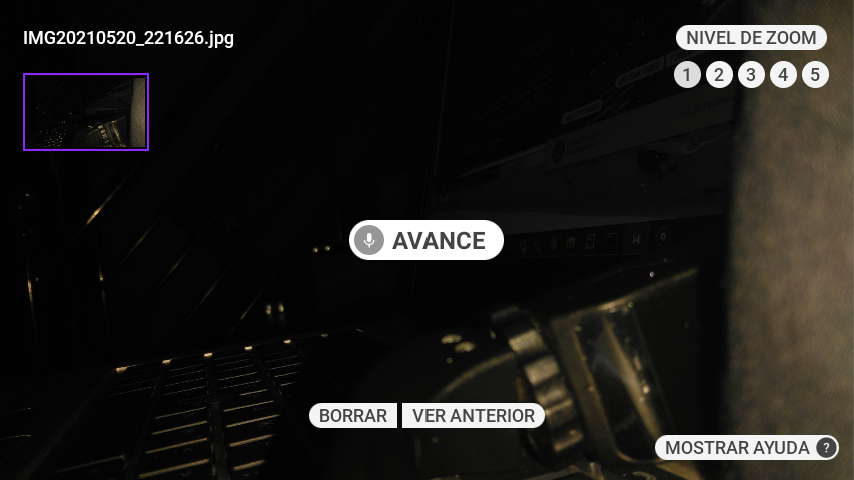 IMG20210520_221626.jpg
NIVEL DE ZOOM
1 2 3 4 5
AVANCE
BORRAR VER ANTERIOR
MOSTRAR AYUDA ?